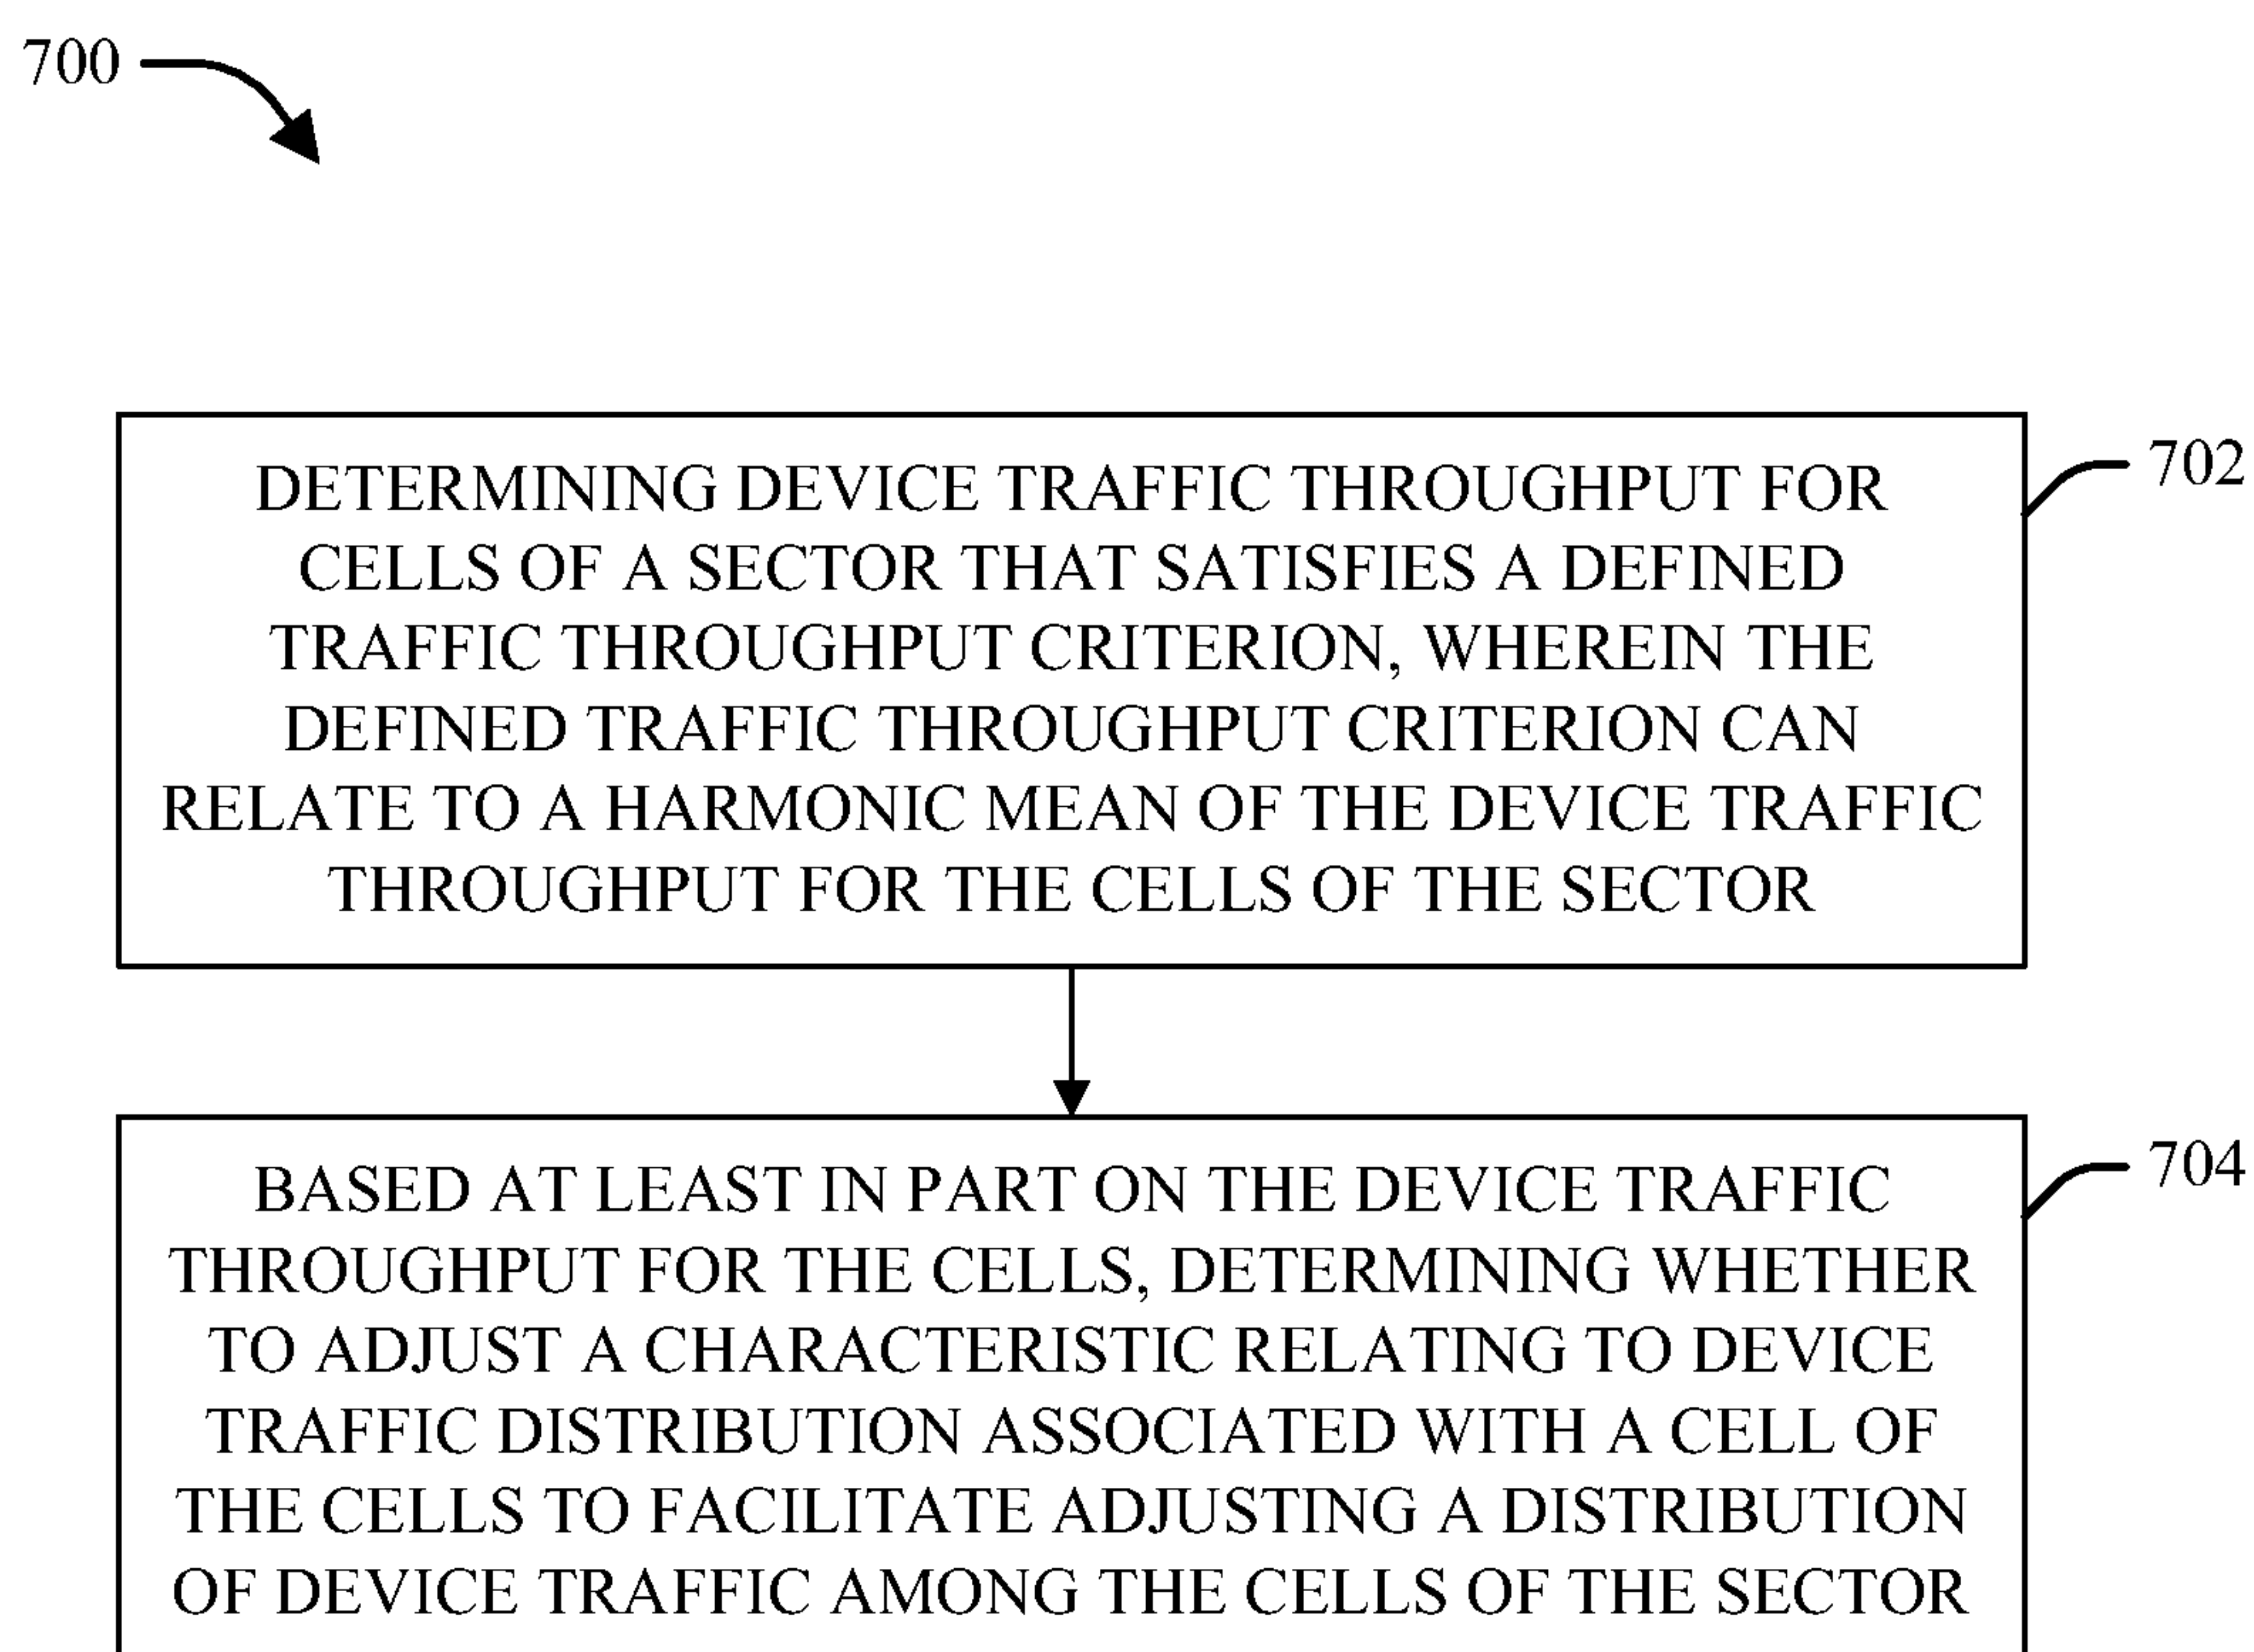 700
DETERMINING DEVICE TRAFFIC THROUGHPUT FOR
CELLS OF A SECTOR THAT SATISFIES A DEFINED
TRAFFIC THROUGHPUT CRITERION, WHEREIN THE
DEFINED TRAFFIC THROUGHPUT CRITERION CAN
RELATE TO A HARMONIC MEAN OF THE DEVICE TRAFFIC
THROUGHPUT FOR THE CELLS OF THE SECTOR
702
BASED AT LEAST IN PART ON THE DEVICE TRAFFIC
THROUGHPUT FOR THE CELLS, DETERMINING WHETHER
TO ADJUST A CHARACTERISTIC RELATING TO DEVICE
TRAFFIC DISTRIBUTION ASSOCIATED WITH A CELL OF
THE CELLS TO FACILITATE ADJUSTING A DISTRIBUTION
OF DEVICE TRAFFIC AMONG THE CELLS OF THE SECTOR
704